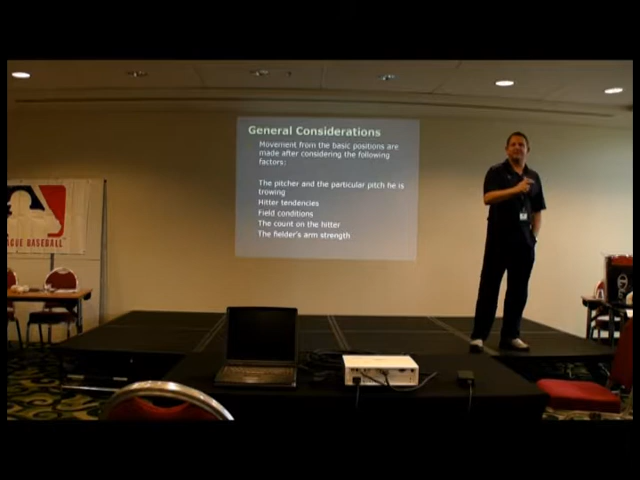 General Considerations
Movement from the basic positions are
made after considering the following
factors:
The pitcher and the particular pitch he is
trowing
Hitter tendencies
Field conditions
The count on the hitter
The fielder's arm strength
AGUE BASEBALL